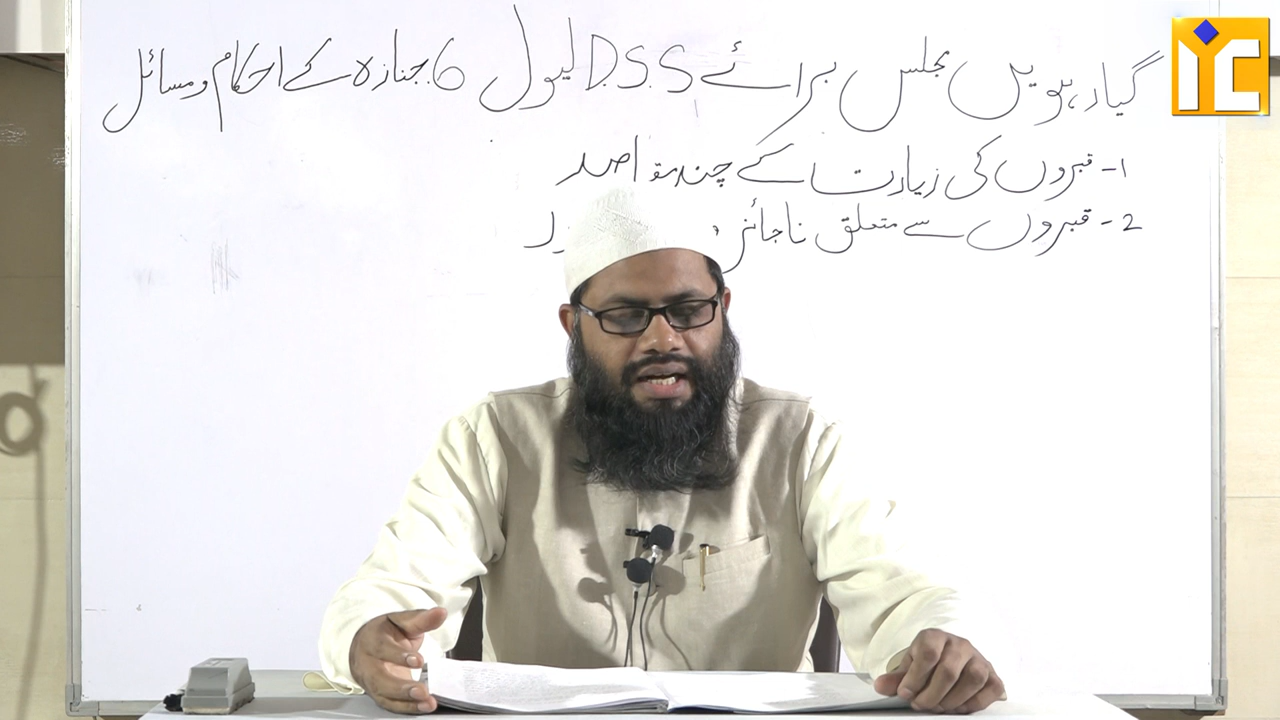 گیارہویں مجلس برائے D.S.S لیول 6 جنازہ کے احکام و مسائل
1- قبروں کی زیارت کے چند مقاصد
2- قبروں سے متعلق ناجائز
IYC